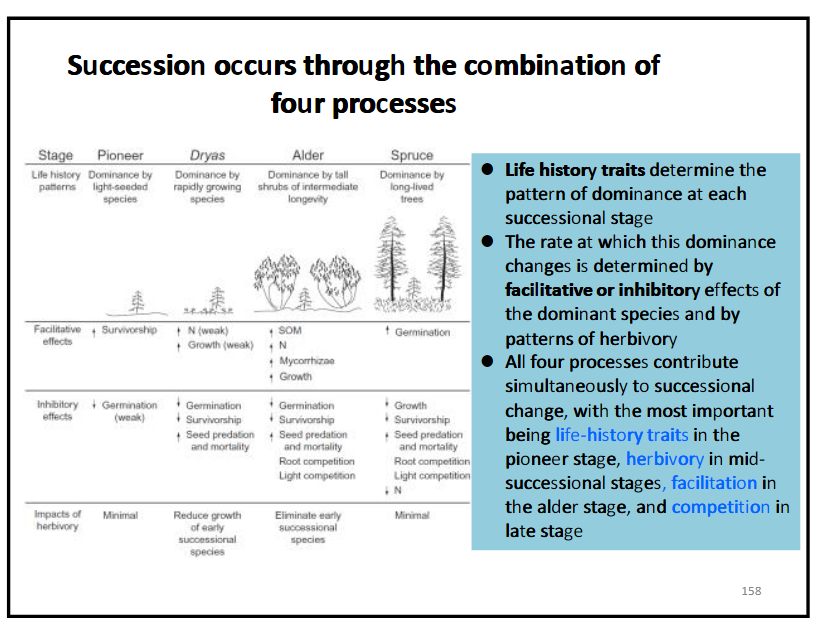 Succession occurs through the combination of
four processes
Stage Pioneer Dryas Alder Spruce
Life history patterns Dominance by light-seeded species Dominance by rapidly growing species Dominance by tall shrubs of intermediate longevity Dominance by long-lived trees
Facilitative effects ↑ Survivorship ↑ N (weak) ↑ SOM ↑ Germination
↑ Growth (weak) ↑ N
↑ Mycorrhizae
↑ Growth
Inhibitory effects ↓ Germination (weak) ↓ Germination ↓ Germination ↓ Growth
↓ Survivorship ↓ Survivorship ↓ Survivorship
↑ Seed predation and mortality ↑ Seed predation and mortality ↑ Seed predation and mortality
Root competition Root competition
Light competition Light competition
↓ N
Impacts of herbivory Minimal Reduce growth of early successional species Eliminate early successional species Minimal
● Life history traits determine the
pattern of dominance at each
successional stage
● The rate at which this dominance
changes is determined by
facilitative or inhibitory effects of
the dominant species and by
patterns of herbivory
● All four processes contribute
simultaneously to successional
change, with the most important
being life-history traits in the
pioneer stage, herbivory in mid-
successional stages, facilitation in
the alder stage, and competition in
late stage
158